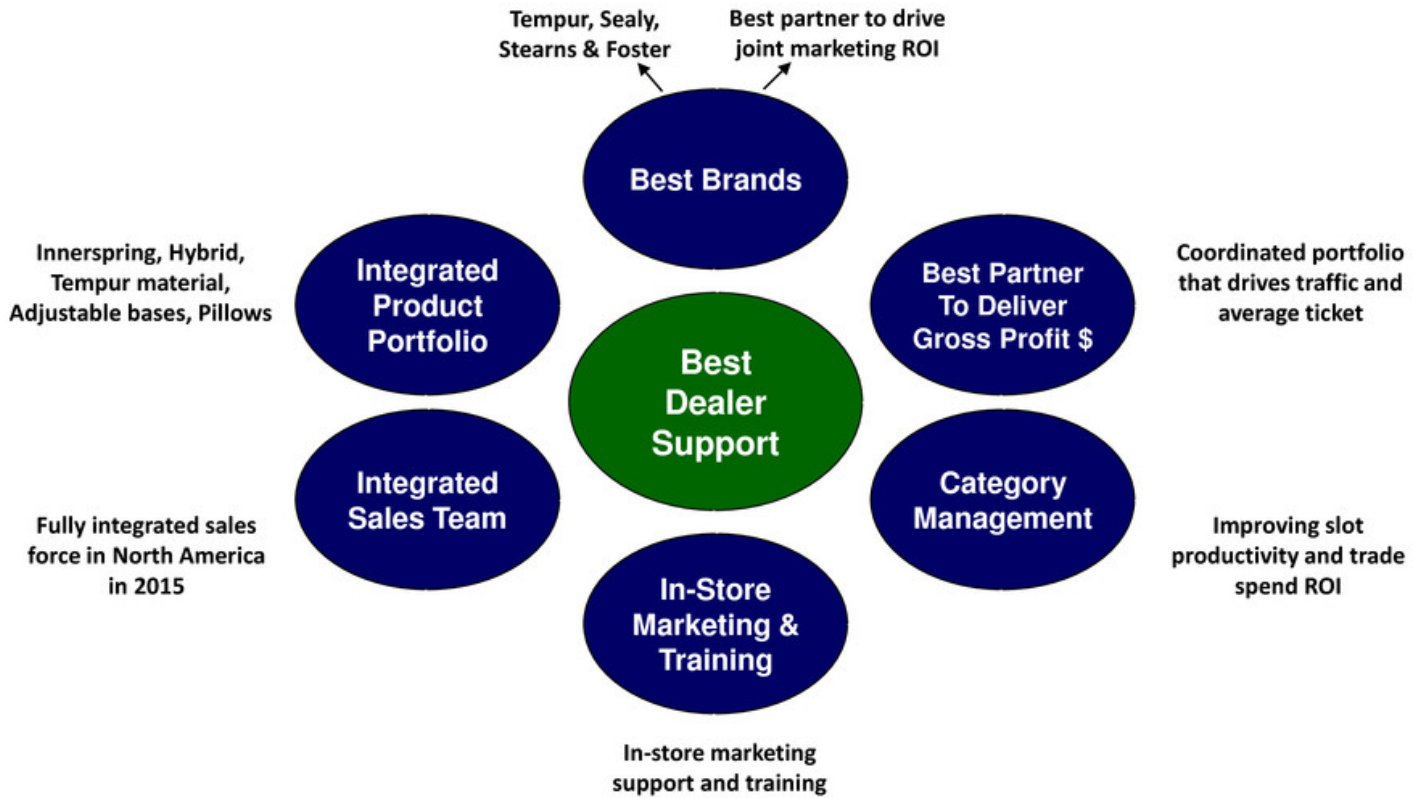 Tempur, Sealy,
Stearns & Foster
Best partner to drive
joint marketing ROI
Best Brands
Innerspring, Hybrid,
Tempur material,
Adjustable bases, Pillows
Integrated
Product
Portfolio
Best Partner
To Deliver
Gross Profit $
Coordinated portfolio
that drives traffic and
average ticket
Best
Dealer
Support
Fully integrated sales
force in North America
in 2015
Integrated
Sales Team
Category
Management
Improving slot
productivity and trade
spend ROI
In-Store
Marketing &
Training
In-store marketing
support and training